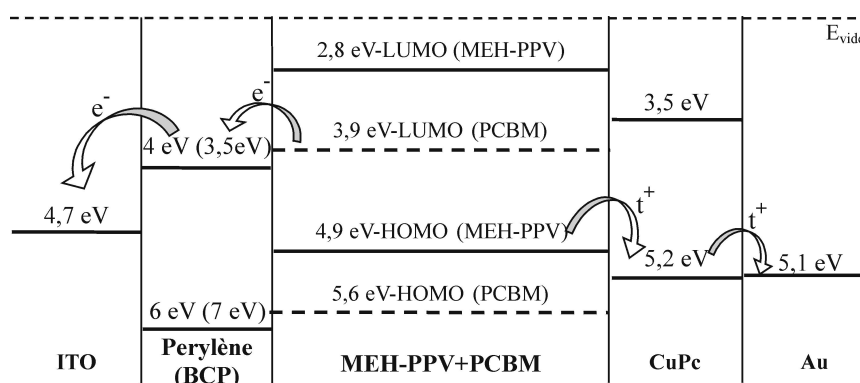 E_vide
2,8 eV-LUMO (MEH-PPV)
e⁻
e⁻
3,5 eV
3,9 eV-LUMO (PCBM)
4 eV (3,5eV)
4,7 eV
t⁺
t⁺
4,9 eV-HOMO (MEH-PPV)
5,2 eV
5,1 eV
5,6 eV-HOMO (PCBM)
6 eV (7 eV)
ITO
Perylène
(BCP)
MEH-PPV+PCBM
CuPc
Au